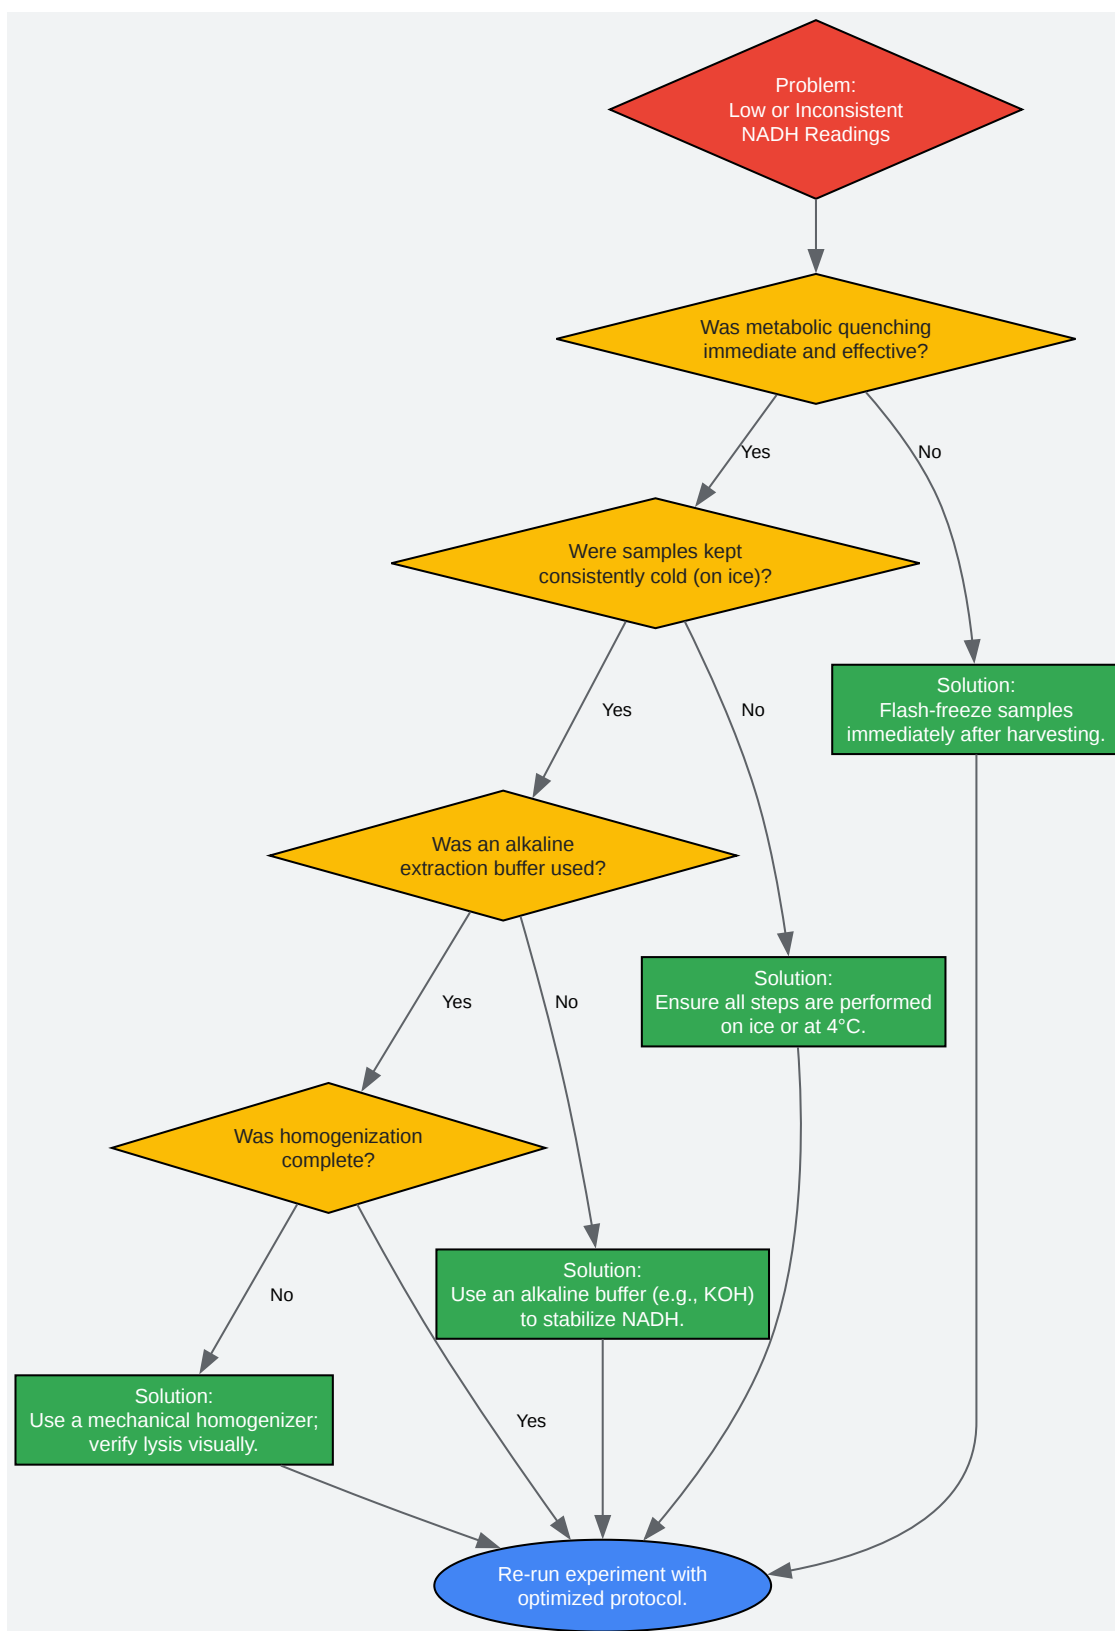 Problem:
Low or Inconsistent
NADH Readings
Was metabolic quenching
immediate and effective?
Yes
No
Were samples kept
consistently cold (on ice)?
Solution:
Flash-freeze samples
immediately after harvesting.
Yes
No
Was an alkaline
extraction buffer used?
Solution:
Ensure all steps are performed
on ice or at 4°C.
Yes
No
Was homogenization
complete?
Solution:
Use an alkaline buffer (e.g., KOH)
to stabilize NADH.
No
Solution:
Use a mechanical homogenizer;
verify lysis visually.
Yes
Re-run experiment with
optimized protocol.